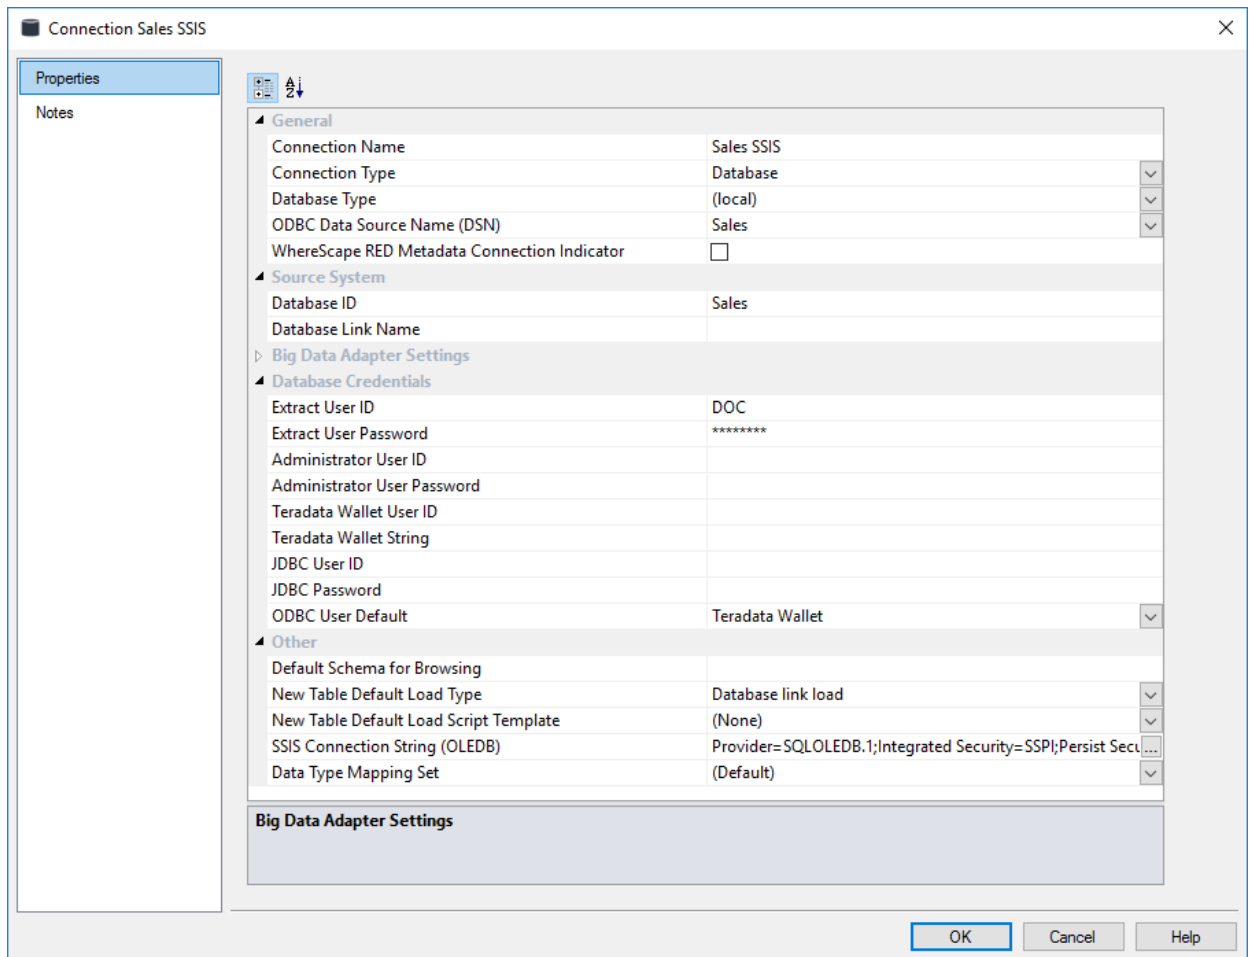 Connection Sales SSIS
Properties
Notes
General
Connection Name Sales SSIS
Connection Type Database
Database Type (local)
ODBC Data Source Name (DSN) Sales
WhereScape RED Metadata Connection Indicator
Source System
Database ID Sales
Database Link Name
Big Data Adapter Settings
Database Credentials
Extract User ID DOC
Extract User Password ********
Administrator User ID
Administrator User Password
Teradata Wallet User ID
Teradata Wallet String
JDBC User ID
JDBC Password
ODBC User Default Teradata Wallet
Other
Default Schema for Browsing
New Table Default Load Type Database link load
New Table Default Load Script Template (None)
SSIS Connection String (OLEDB) Provider=SQLOLEDB.1;Integrated Security=SSPI;Persist Secu...
Data Type Mapping Set (Default)
Big Data Adapter Settings
OK Cancel Help